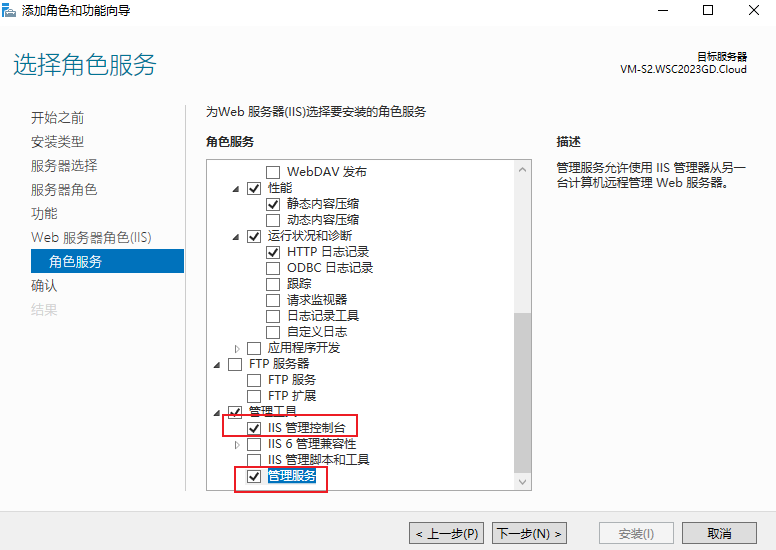 添加角色和功能向导
选择角色服务
目标服务器
VM-S2.WSC2023GD.Cloud
开始之前
安装类型
服务器选择
服务器角色
功能
Web 服务器角色(IIS)
角色服务
确认
结果
为Web 服务器(IIS)选择要安装的角色服务
角色服务
WebDAV 发布
性能
静态内容压缩
动态内容压缩
运行状况和诊断
HTTP 日志记录
ODBC 日志记录
跟踪
请求监视器
日志记录工具
自定义日志
应用程序开发
FTP 服务器
FTP 服务
FTP 扩展
管理工具
IIS 管理控制台
IIS 6 管理兼容性
IIS 管理脚本和工具
管理服务
描述
管理服务允许使用 IIS 管理器从另一
台计算机远程管理 Web 服务器。
< 上一步(P)
下一步(N) >
安装(I)
取消